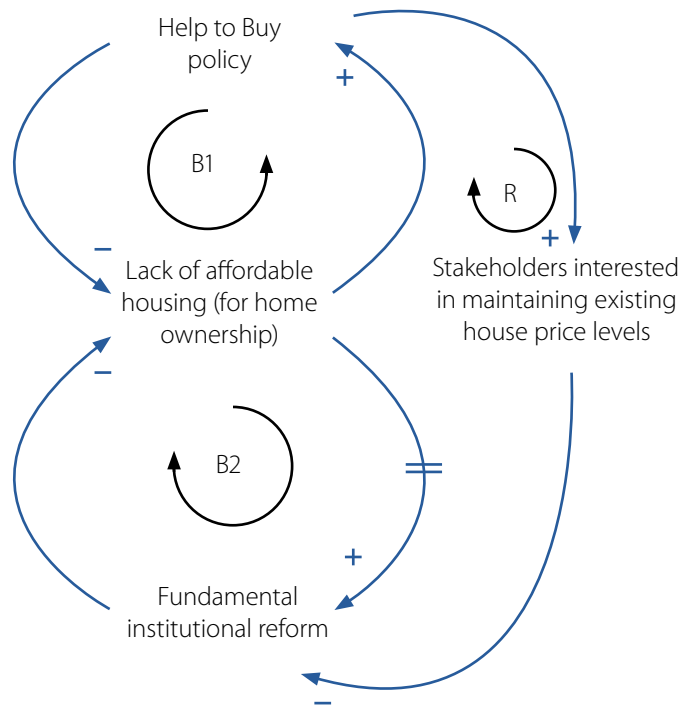 Help to Buy
policy
+
B1
R
−
+
Lack of affordable
housing (for home
ownership)
Stakeholders interested
in maintaining existing
house price levels
−
B2
+
Fundamental
institutional reform
−